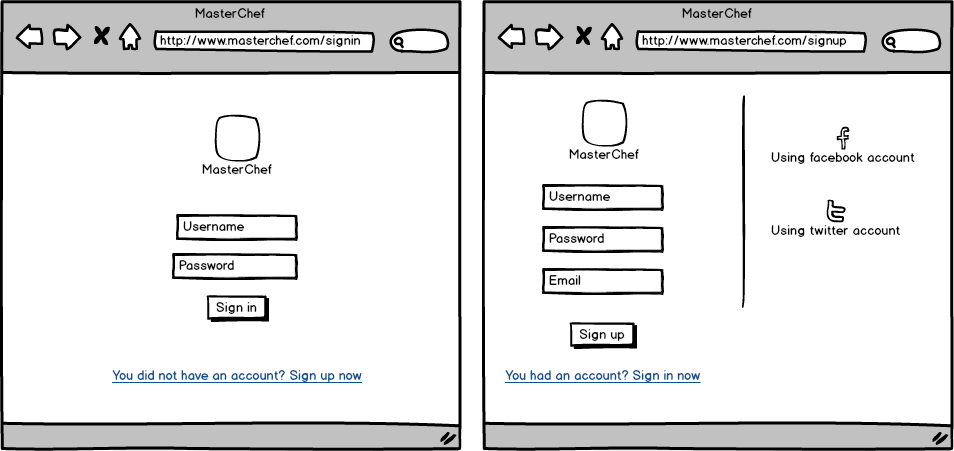 MasterChef
http://www.masterchef.com/signin
MasterChef
Username
Password
Sign in
You did not have an account? Sign up now
MasterChef
http://www.masterchef.com/signup
MasterChef
Username
Password
Email
Sign up
You had an account? Sign in now
Using facebook account
Using twitter account